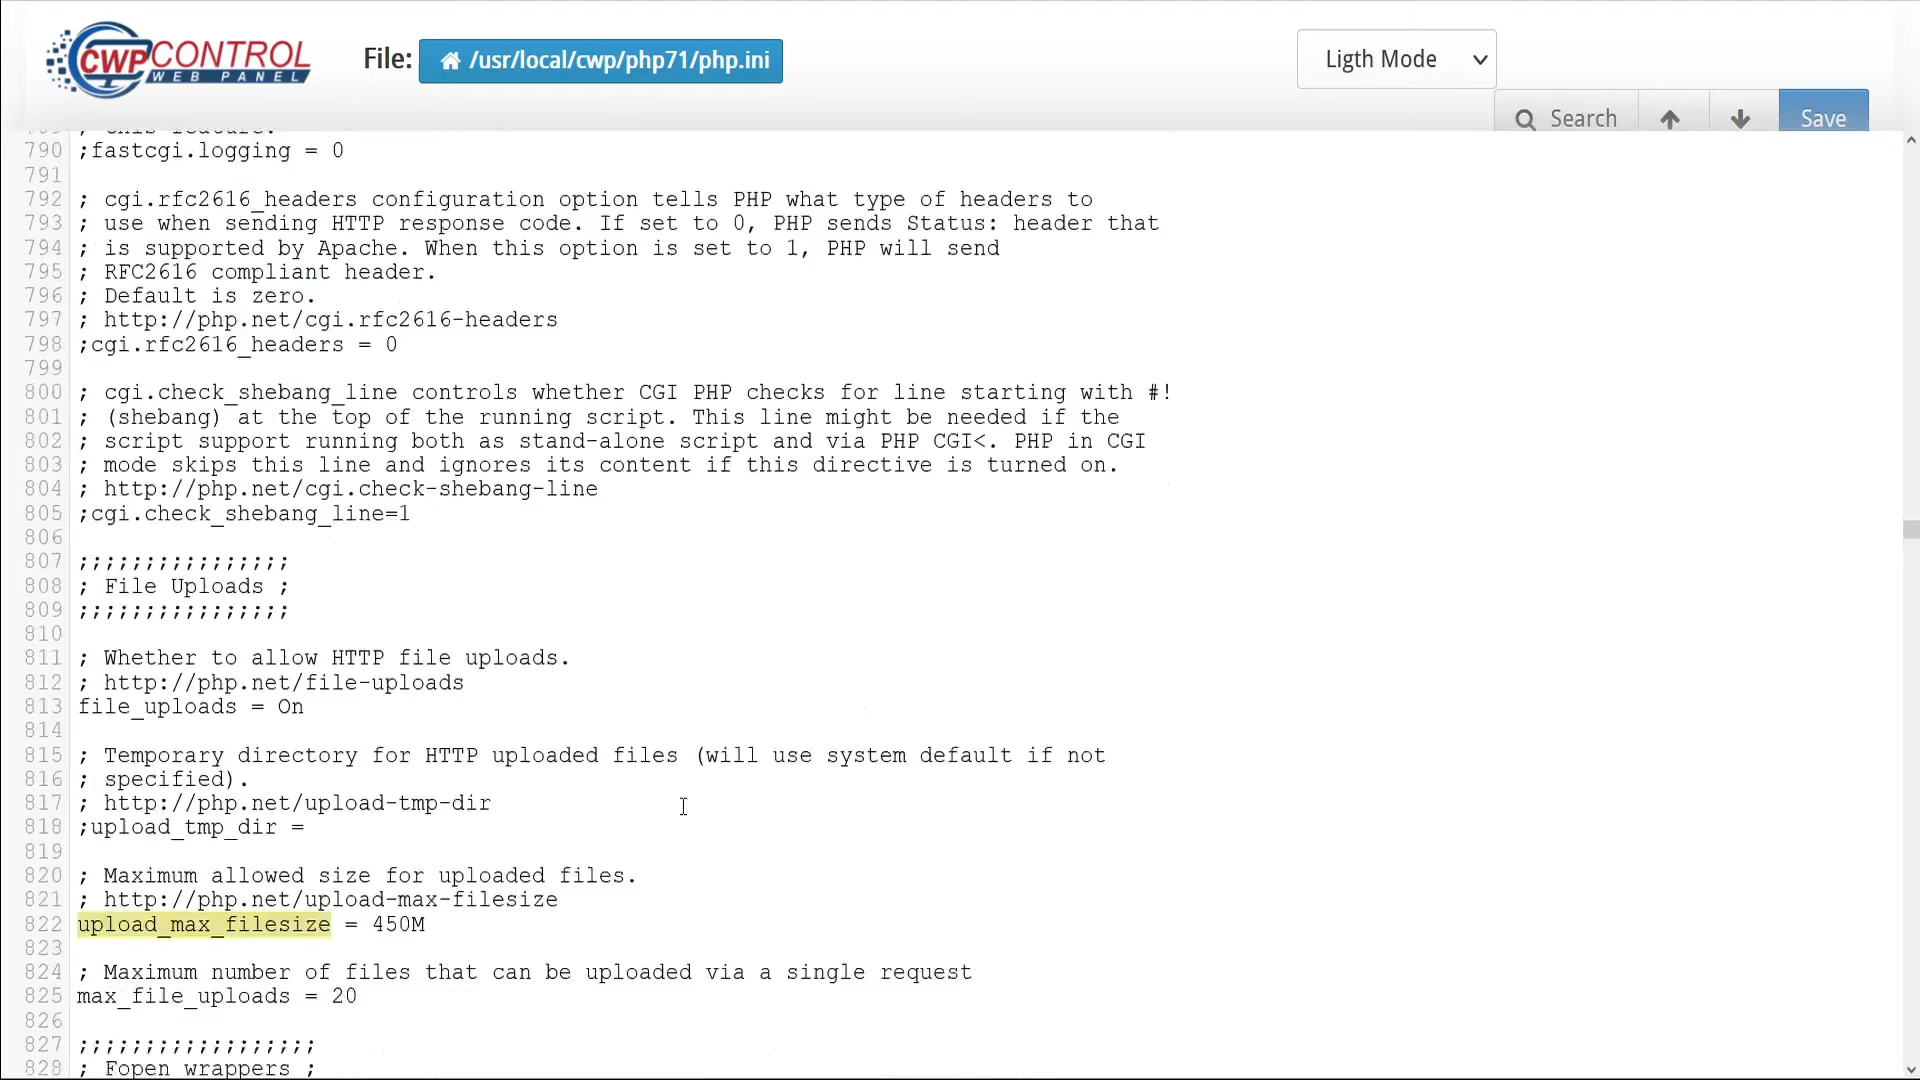 CWP CONTROL
WEB PANEL
File: /usr/local/cwp/php71/php.ini
Ligth Mode
Search
Save
; this feature.
790 ;fastcgi.logging = 0
791
792 ; cgi.rfc2616_headers configuration option tells PHP what type of headers to
793 ; use when sending HTTP response code. If set to 0, PHP sends Status: header that
794 ; is supported by Apache. When this option is set to 1, PHP will send
795 ; RFC2616 compliant header.
796 ; Default is zero.
797 ; http://php.net/cgi.rfc2616-headers
798 ;cgi.rfc2616_headers = 0
799
800 ; cgi.check_shebang_line controls whether CGI PHP checks for line starting with #!
801 ; (shebang) at the top of the running script. This line might be needed if the
802 ; script support running both as stand-alone script and via PHP CGI<. PHP in CGI
803 ; mode skips this line and ignores its content if this directive is turned on.
804 ; http://php.net/cgi.check-shebang-line
805 ;cgi.check_shebang_line=1
806
807 ;;;;;;;;;;;;;;;;
808 ; File Uploads ;
809 ;;;;;;;;;;;;;;;;
810
811 ; Whether to allow HTTP file uploads.
812 ; http://php.net/file-uploads
813 file_uploads = On
814
815 ; Temporary directory for HTTP uploaded files (will use system default if not
816 ; specified).
817 ; http://php.net/upload-tmp-dir
818 ;upload_tmp_dir =
819
820 ; Maximum allowed size for uploaded files.
821 ; http://php.net/upload-max-filesize
822 upload_max_filesize = 450M
823
824 ; Maximum number of files that can be uploaded via a single request
825 max_file_uploads = 20
826
827 ;;;;;;;;;;;;;;;;;;
828 ; Fopen wrappers ;